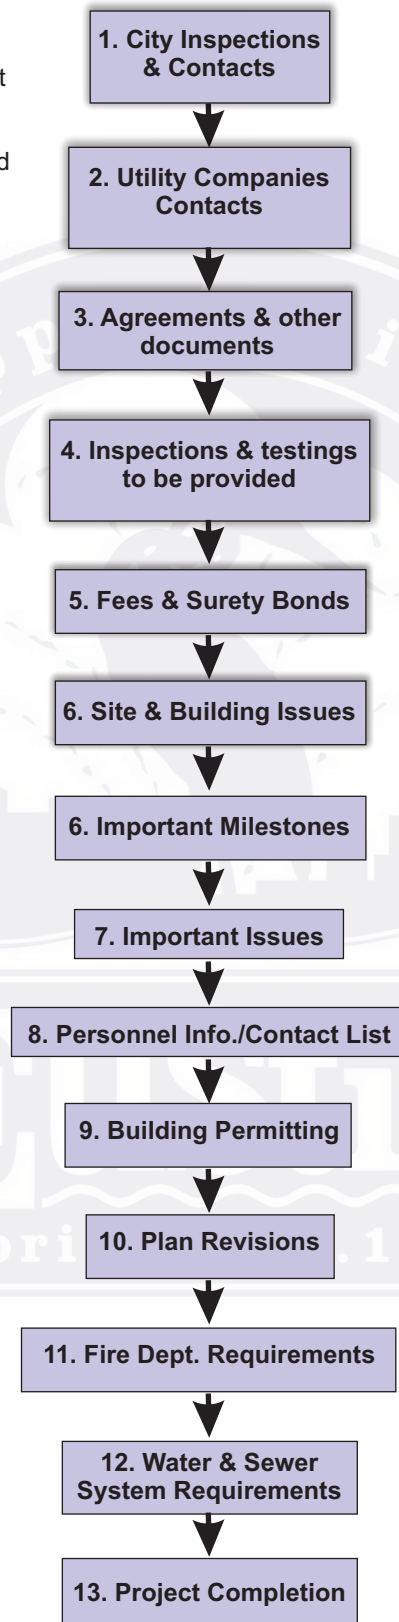 1. City Inspections
& Contacts
t
d
2. Utility Companies
Contacts
3. Agreements & other
documents
4. Inspections & testings
to be provided
5. Fees & Surety Bonds
6. Site & Building Issues
6. Important Milestones
7. Important Issues
8. Personnel Info./Contact List
9. Building Permitting
10. Plan Revisions
11. Fire Dept. Requirements
12. Water & Sewer
System Requirements
13. Project Completion